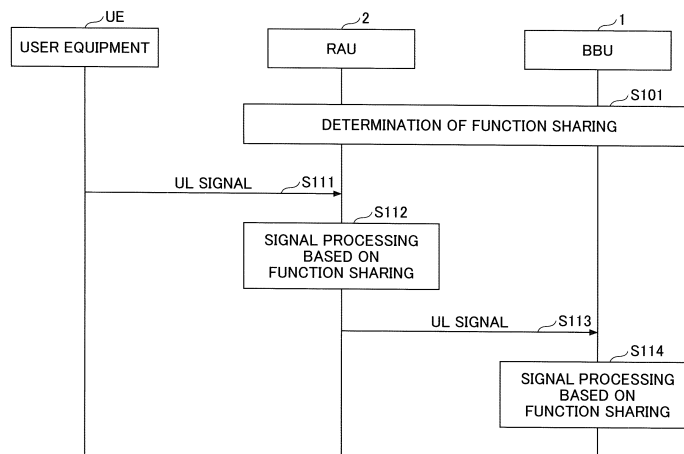 UE
2
1
USER EQUIPMENT
RAU
BBU
S101
DETERMINATION OF FUNCTION SHARING
UL SIGNAL
S111
S112
SIGNAL PROCESSING
BASED ON
FUNCTION SHARING
UL SIGNAL
S113
S114
SIGNAL PROCESSING
BASED ON
FUNCTION SHARING